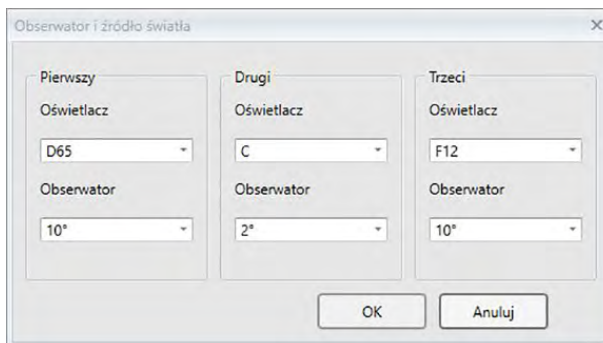 Obserwator i źródło światła
Pierwszy
Oświetlacz
D65
Obserwator
10°
Drugi
Oświetlacz
C
Obserwator
2°
Trzeci
Oświetlacz
F12
Obserwator
10°
OK
Anuluj